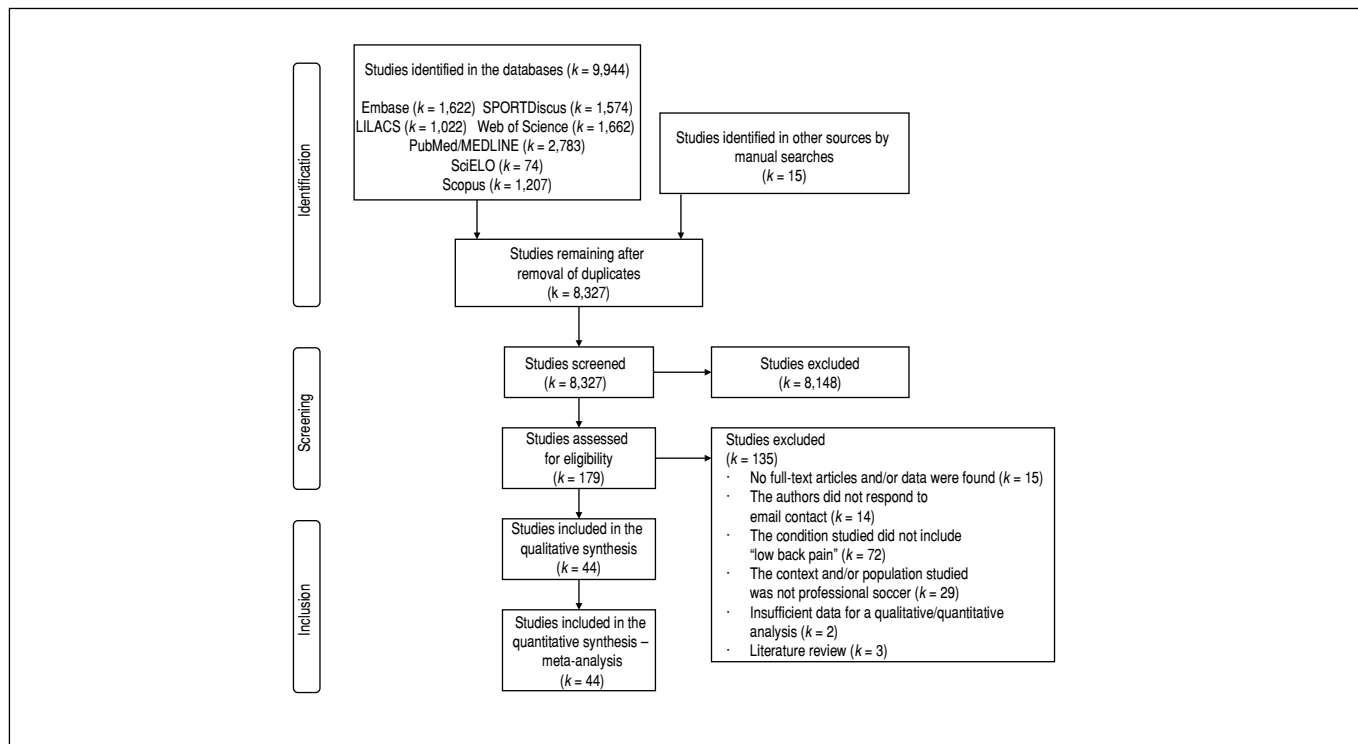 Identification
Studies identified in the databases (k = 9,944)
Embase (k = 1,622) SPORTDiscus (k = 1,574)
LILACS (k = 1,022) Web of Science (k = 1,662)
PubMed/MEDLINE (k = 2,783)
SciELO (k = 74)
Scopus (k = 1,207)
Studies identified in other sources by
manual searches
(k = 15)
Studies remaining after
removal of duplicates
(k = 8,327)
Screening
Studies screened
(k = 8,327)
Studies excluded
(k = 8,148)
Studies assessed
for eligibility
(k = 179)
Studies excluded
(k = 135)
· No full-text articles and/or data were found (k = 15)
· The authors did not respond to
email contact (k = 14)
· The condition studied did not include
“low back pain” (k = 72)
· The context and/or population studied
was not professional soccer (k = 29)
· Insufficient data for a qualitative/quantitative
analysis (k = 2)
· Literature review (k = 3)
Inclusion
Studies included in the
qualitative synthesis
(k = 44)
Studies included in the
quantitative synthesis –
meta-analysis
(k = 44)